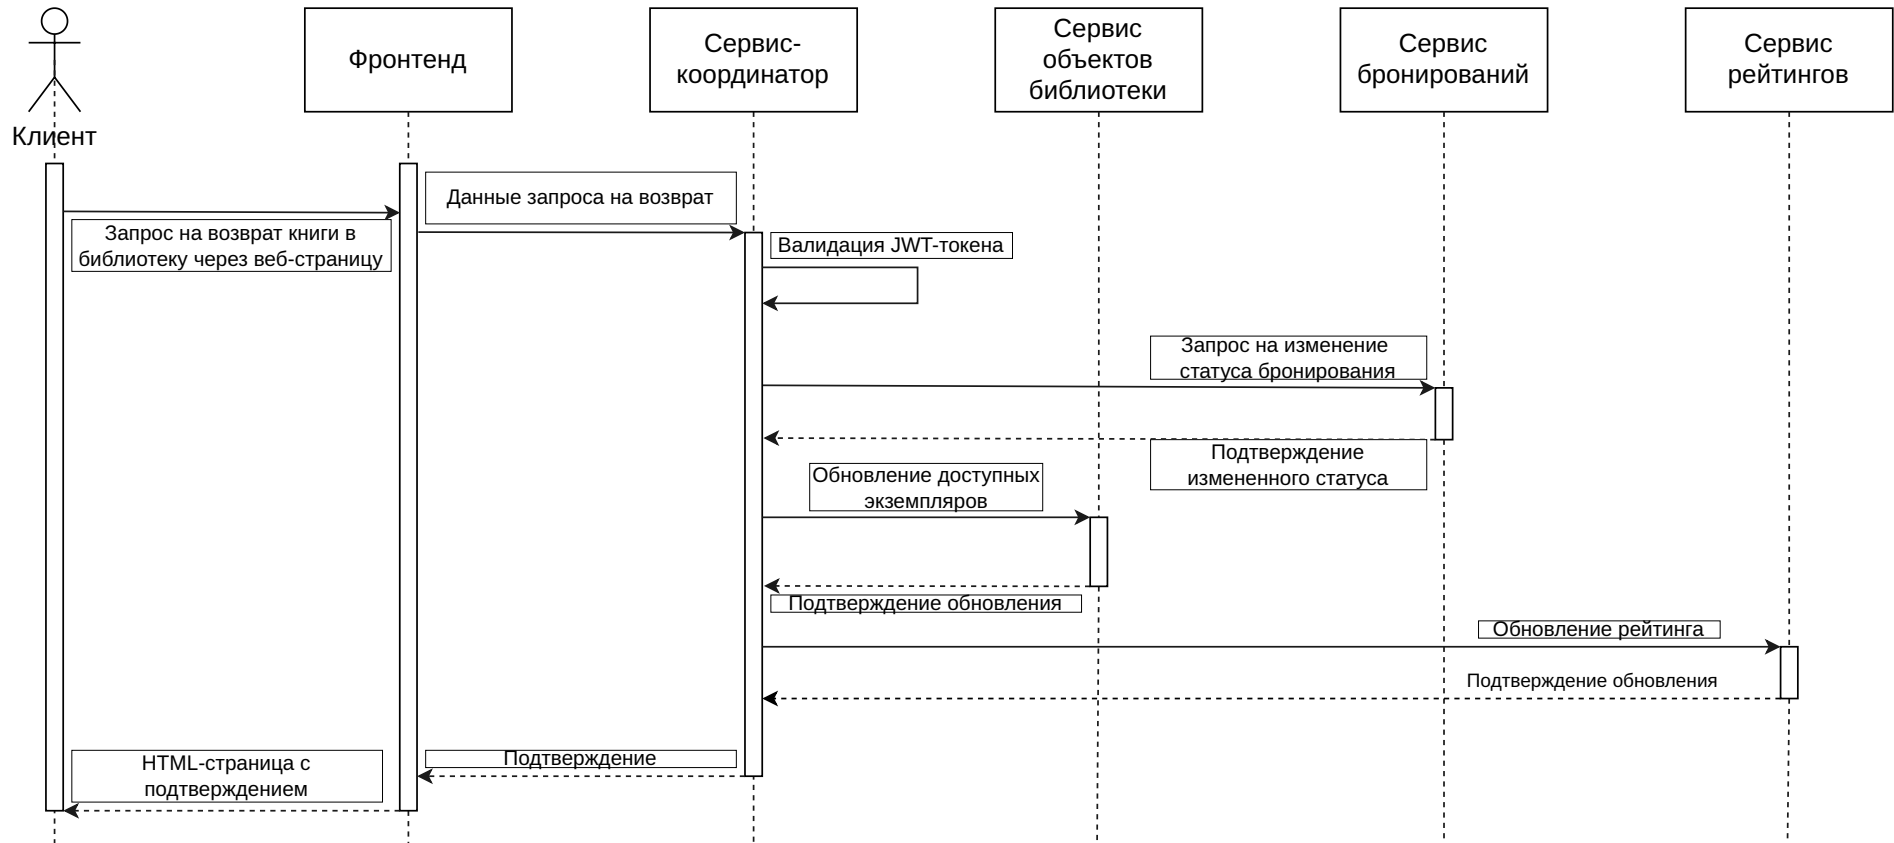 Клиент
Фронтенд
Сервис-
координатор
Сервис
объектов
библиотеки
Сервис
бронирований
Сервис
рейтингов
Данные запроса на возврат
Запрос на возврат книги в
библиотеку через веб-страницу
Валидация JWT-токена
Запрос на изменение
статуса бронирования
Подтверждение
измененного статуса
Обновление доступных
экземпляров
Подтверждение обновления
Обновление рейтинга
Подтверждение обновления
Подтверждение
HTML-страница с
подтверждением